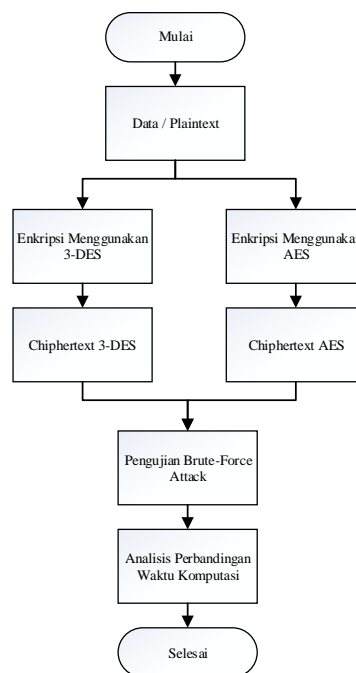 Mulai
Data / Plaintext
Enkripsi Menggunakan
3-DES
Enkripsi Menggunakan
AES
Chiphertext 3-DES
Chiphertext AES
Pengujian Brute-Force
Attack
Analisis Perbandingan
Waktu Komputasi
Selesai